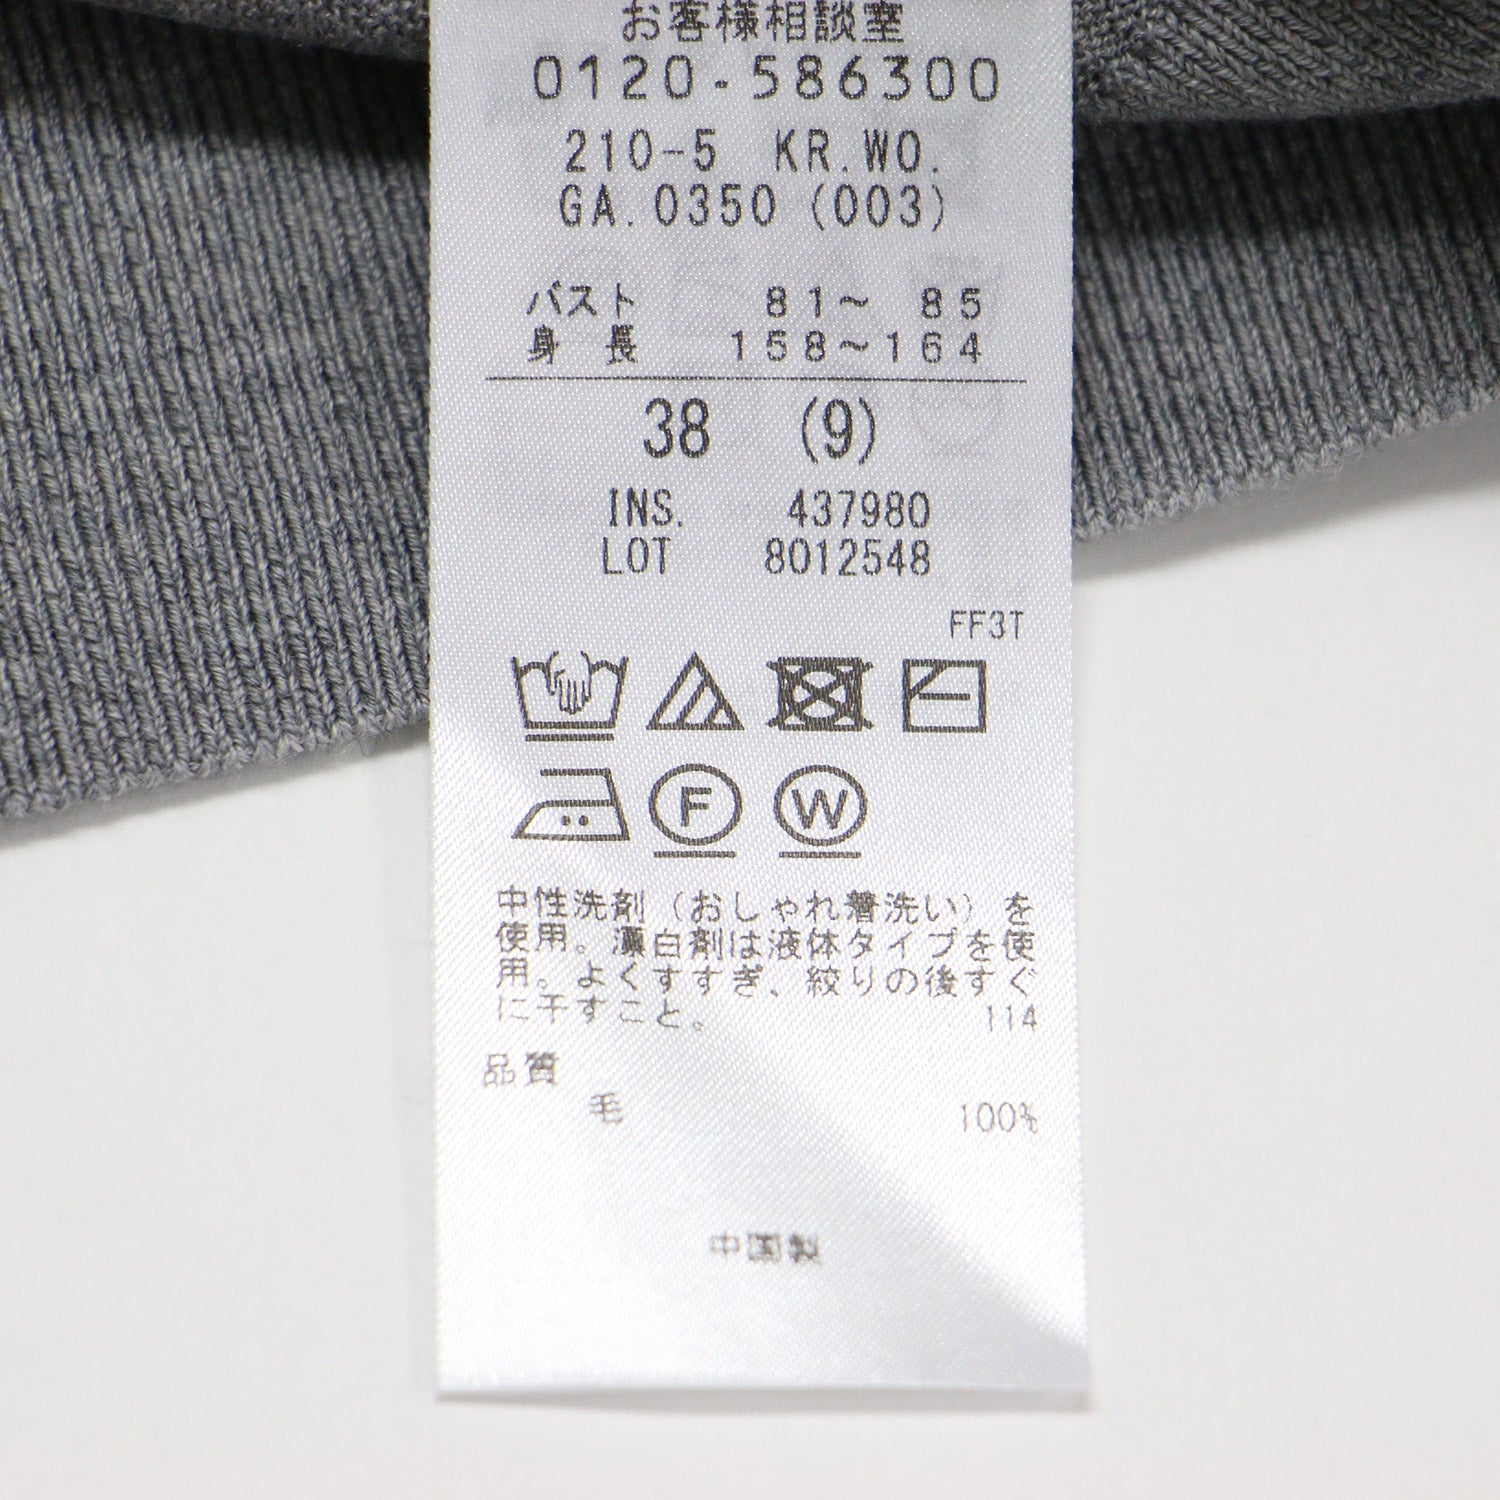 お客様相談室
0120-586300
210-5 KR.WO.
GA.0350 (003)
バスト 81〜 85
身 長 158〜164
38 (9)
INS. 437980
LOT 8012548
FF3T
F W
中性洗剤（おしゃれ着洗い）を
使用。漂白剤は液体タイプを使
用。よくすすぎ、絞りの後すぐ
に干すこと。 114
品質
毛 100%
中国製